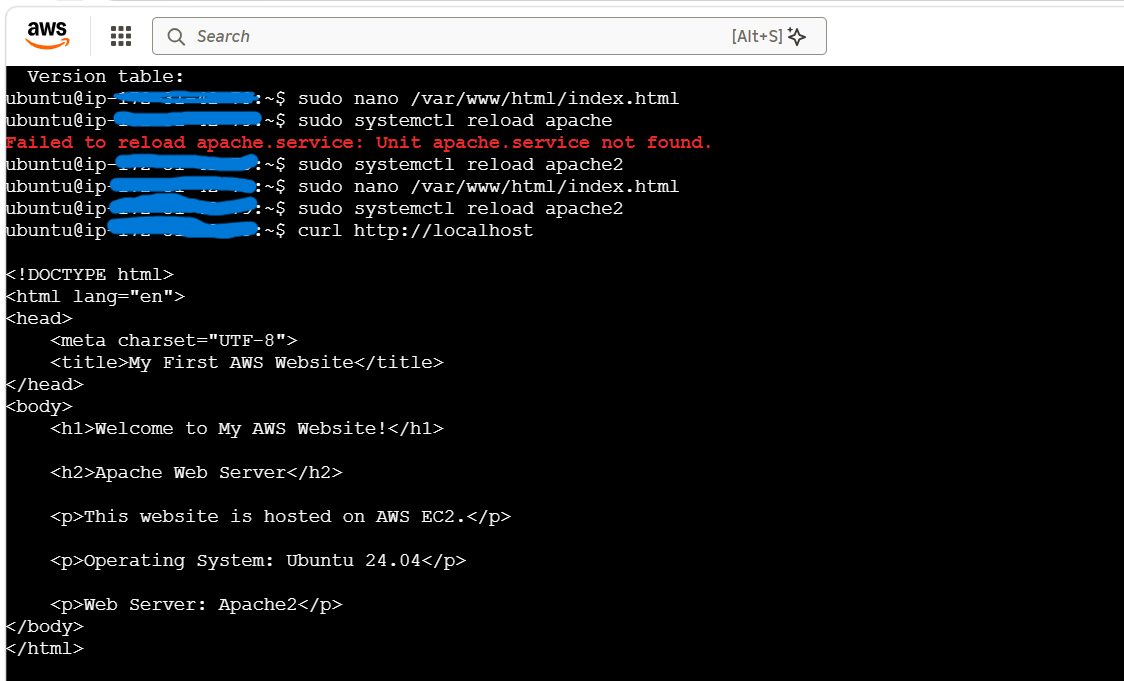 aws
Search [Alt+S]
Version table:
ubuntu@ip- :~$ sudo nano /var/www/html/index.html
ubuntu@ip- :~$ sudo systemctl reload apache
Failed to reload apache.service: Unit apache.service not found.
ubuntu@ip- :~$ sudo systemctl reload apache2
ubuntu@ip- :~$ sudo nano /var/www/html/index.html
ubuntu@ip- :~$ sudo systemctl reload apache2
ubuntu@ip- :~$ curl http://localhost
<!DOCTYPE html>
<html lang="en">
<head>
    <meta charset="UTF-8">
    <title>My First AWS Website</title>
</head>
<body>
    <h1>Welcome to My AWS Website!</h1>
    <h2>Apache Web Server</h2>
    <p>This website is hosted on AWS EC2.</p>
    <p>Operating System: Ubuntu 24.04</p>
    <p>Web Server: Apache2</p>
</body>
</html>